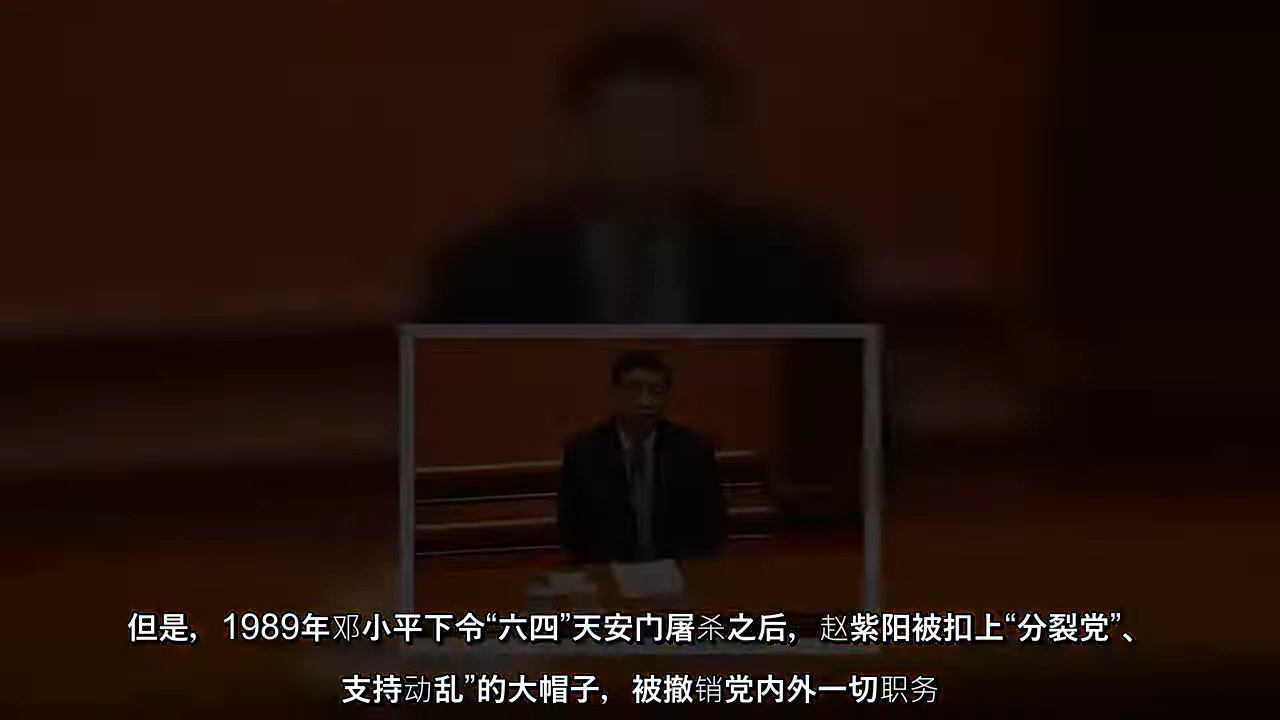 但是，1989年邓小平下令“六四”天安门屠杀之后，赵紫阳被扣上“分裂党”、
支持动乱”的大帽子，被撤销党内外一切职务